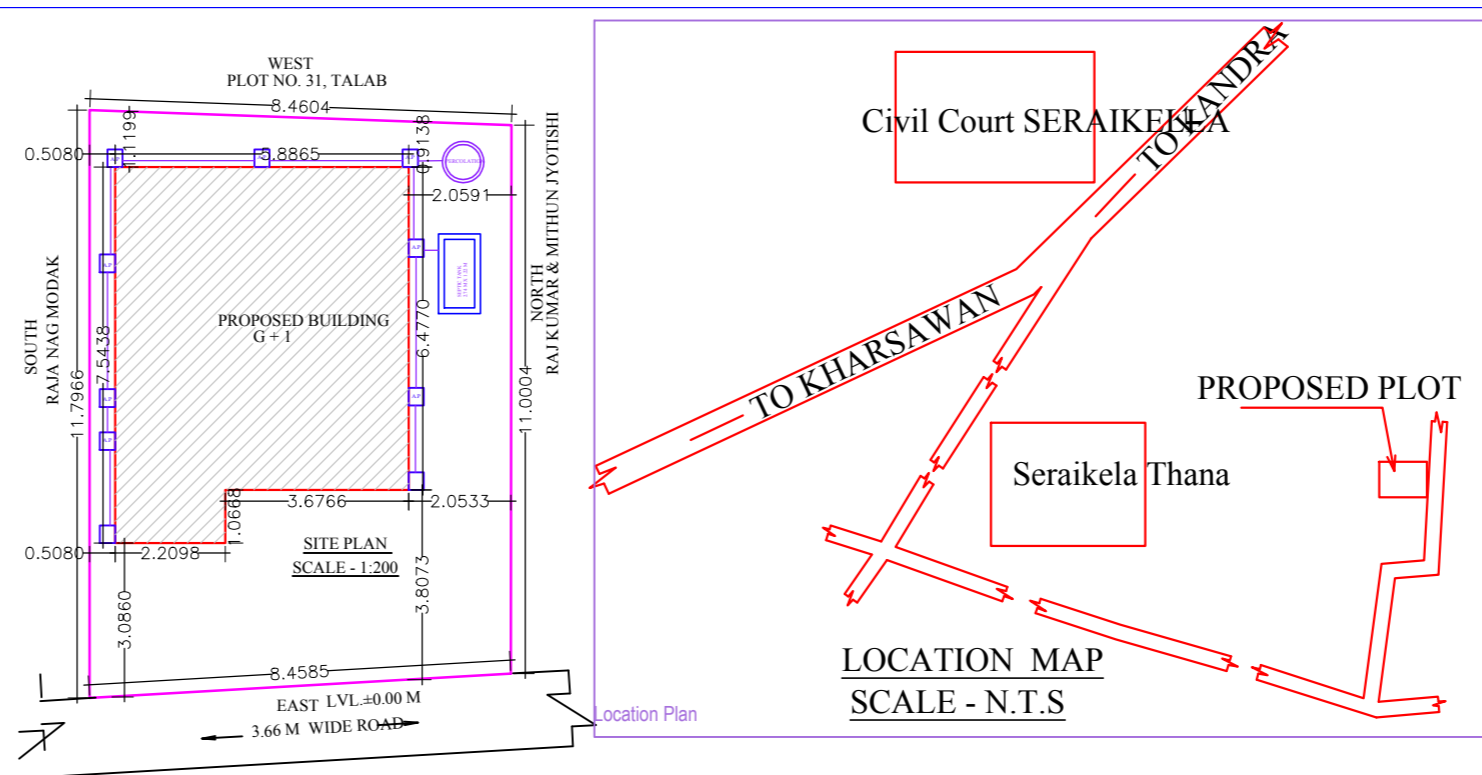 WEST
PLOT NO. 31, TALAB
8.4604
1.1199
0.9138
0.5080
5.8865
A.P
A.P
PERCOLATION
2.0591
SOUTH
RAJA NAG MODAK
NORTH
RAJ KUMAR & MITHUN JYOTISHI
A.P
A.P
SEPTIC TANK
PROPOSED BUILDING
G + 1
7.5438
6.4770
11.7966
11.0004
A.P
A.P
A.P
3.6766
2.0533
1.0668
0.5080
2.2098
SITE PLAN
SCALE - 1:200
3.0860
3.8073
8.4585
EAST LVL.±0.00 M
3.66 M WIDE ROAD
Civil Court SERAIKELLA
TO KANDRA
TO KHARSAWAN
PROPOSED PLOT
Seraikela Thana
LOCATION MAP
SCALE - N.T.S
Location Plan